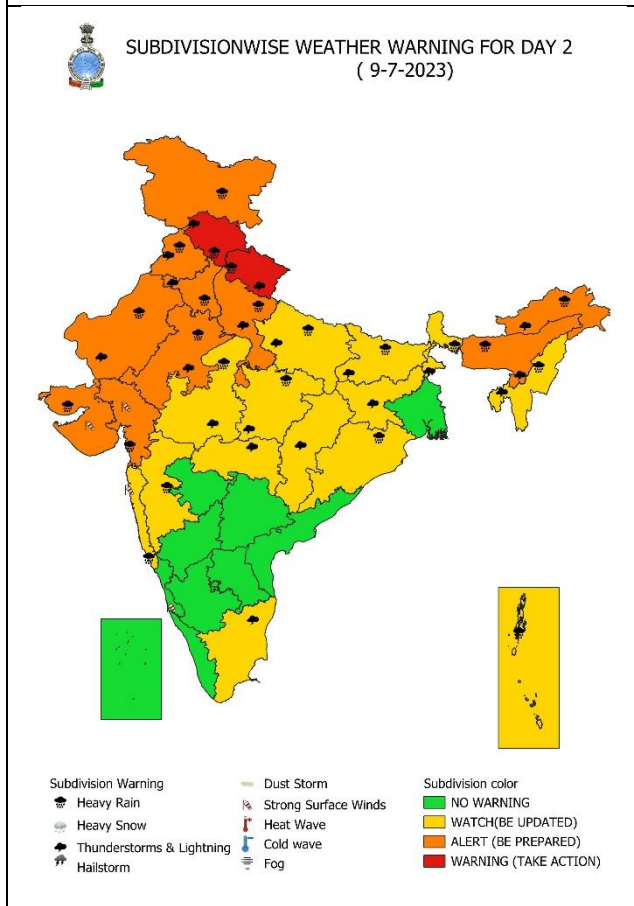 SUBDIVISIONWISE WEATHER WARNING FOR DAY 2
( 9-7-2023)
Subdivision Warning
Heavy Rain
Heavy Snow
Thunderstorms & Lightning
Hailstorm
Dust Storm
Strong Surface Winds
Heat Wave
Cold wave
Fog
Subdivision color
NO WARNING
WATCH(BE UPDATED)
ALERT (BE PREPARED)
WARNING (TAKE ACTION)